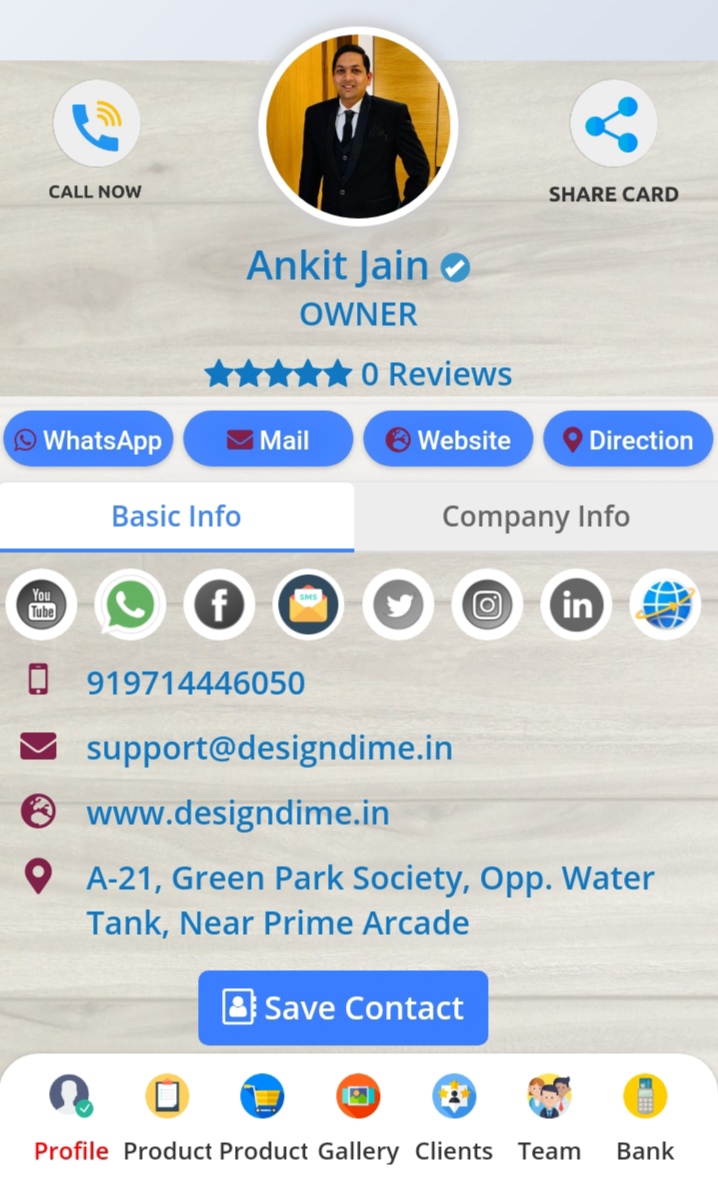 CALL NOW
SHARE CARD
Ankit Jain
OWNER
0 Reviews
WhatsApp Mail Website Direction
Basic Info Company Info
You
Tube
SMS
f
in
919714446050
support@designdime.in
www.designdime.in
A-21, Green Park Society, Opp. Water
Tank, Near Prime Arcade
Save Contact
Profile Product Product Gallery Clients Team Bank